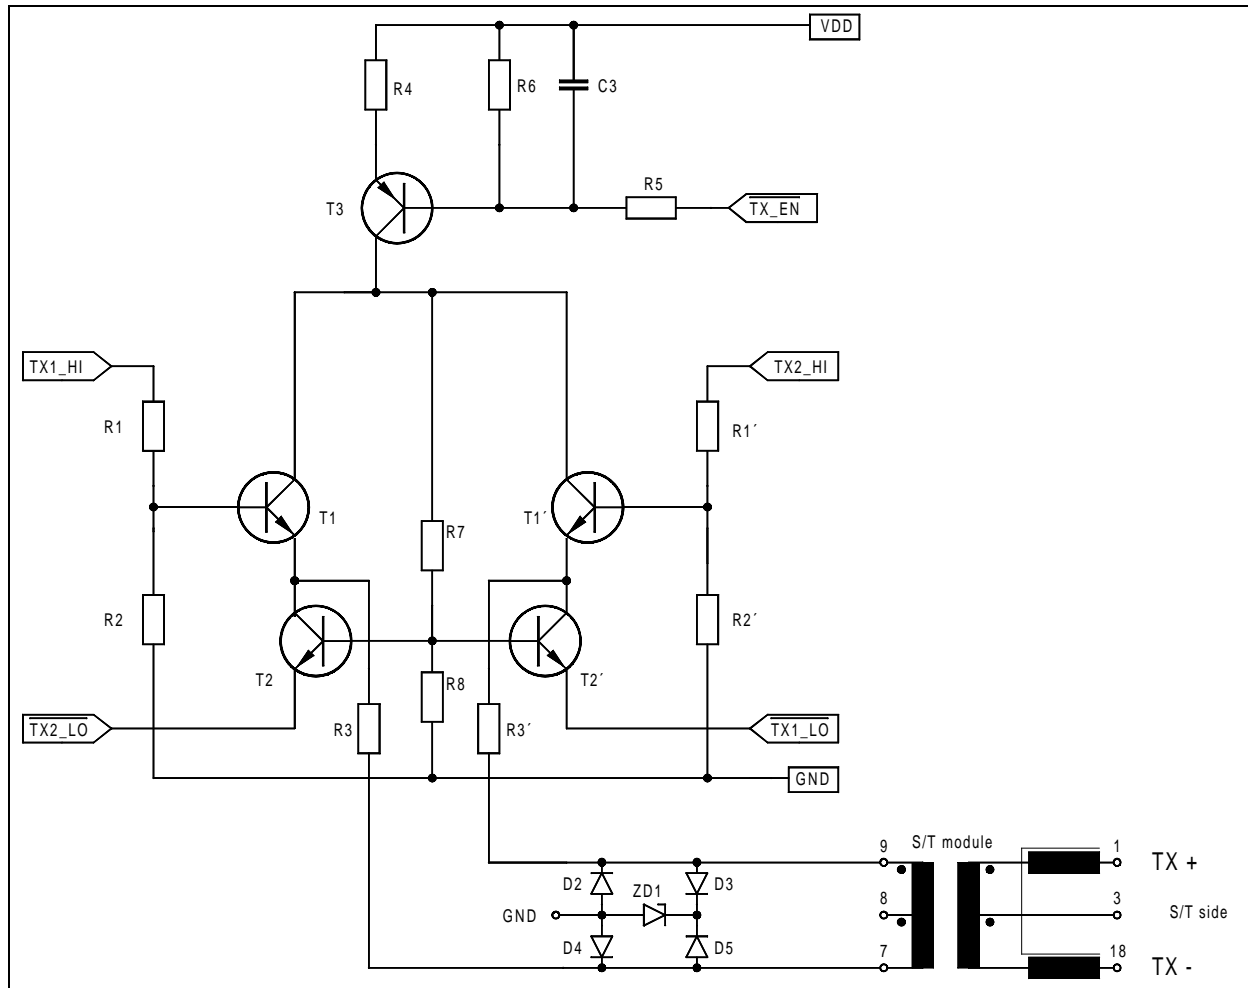 VDD
R4
R6
C3
R5
T3
TX_EN
TX1_HI
TX2_HI
R1
R1´
T1
T1´
R7
R2
R2´
T2
R8
T2´
TX2_LO
R3
R3´
TX1_LO
GND
9
S/T module
1
TX +
D2
ZD1
D3
GND
8
3
S/T side
D4
D5
7
18
TX -